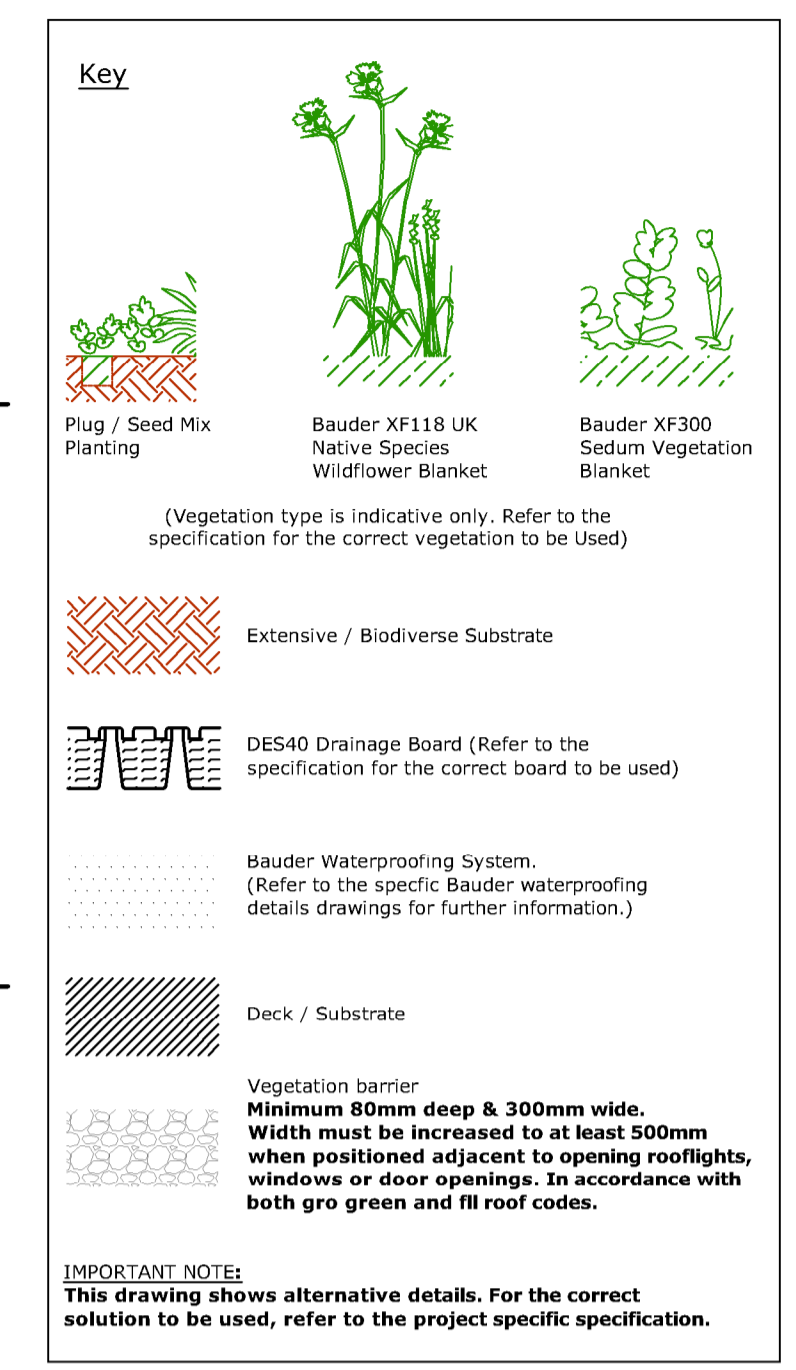 Key
Plug / Seed Mix
Planting
Bauder XF118 UK
Native Species
Wildflower Blanket
Bauder XF300
Sedum Vegetation
Blanket
(Vegetation type is indicative only. Refer to the
specification for the correct vegetation to be Used)
Extensive / Biodiverse Substrate
DES40 Drainage Board (Refer to the
specification for the correct board to be used)
Bauder Waterproofing System.
(Refer to the specfic Bauder waterproofing
details drawings for further information.)
Deck / Substrate
Vegetation barrier
Minimum 80mm deep & 300mm wide.
Width must be increased to at least 500mm
when positioned adjacent to opening rooflights,
windows or door openings. In accordance with
both gro green and fll roof codes.
IMPORTANT NOTE:
This drawing shows alternative details. For the correct
solution to be used, refer to the project specific specification.